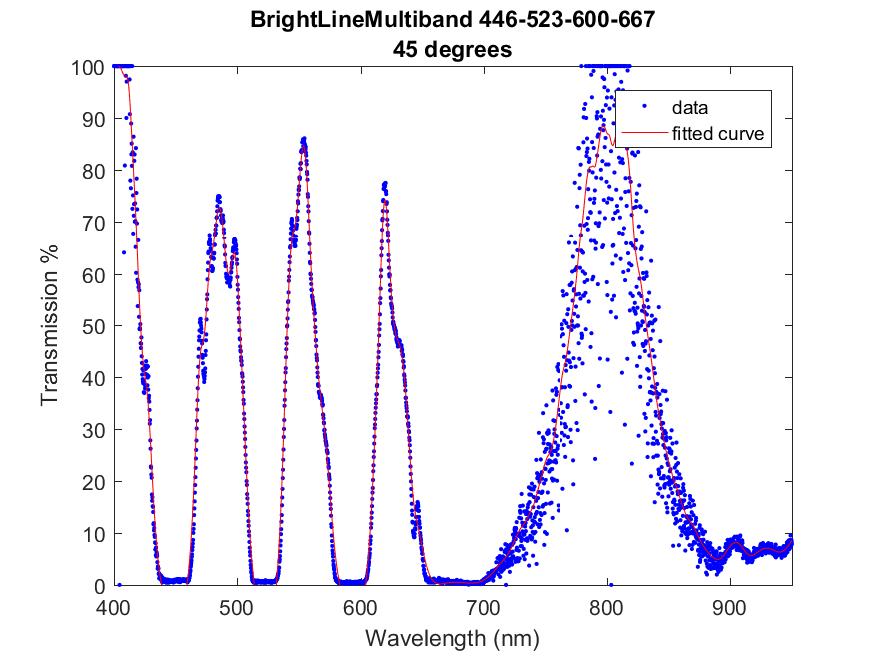 BrightLineMultiband 446-523-600-667
45 degrees
100
90
80
70
60
50
40
30
20
10
0
Transmission %
data
fitted curve
400 500 600 700 800 900
Wavelength (nm)